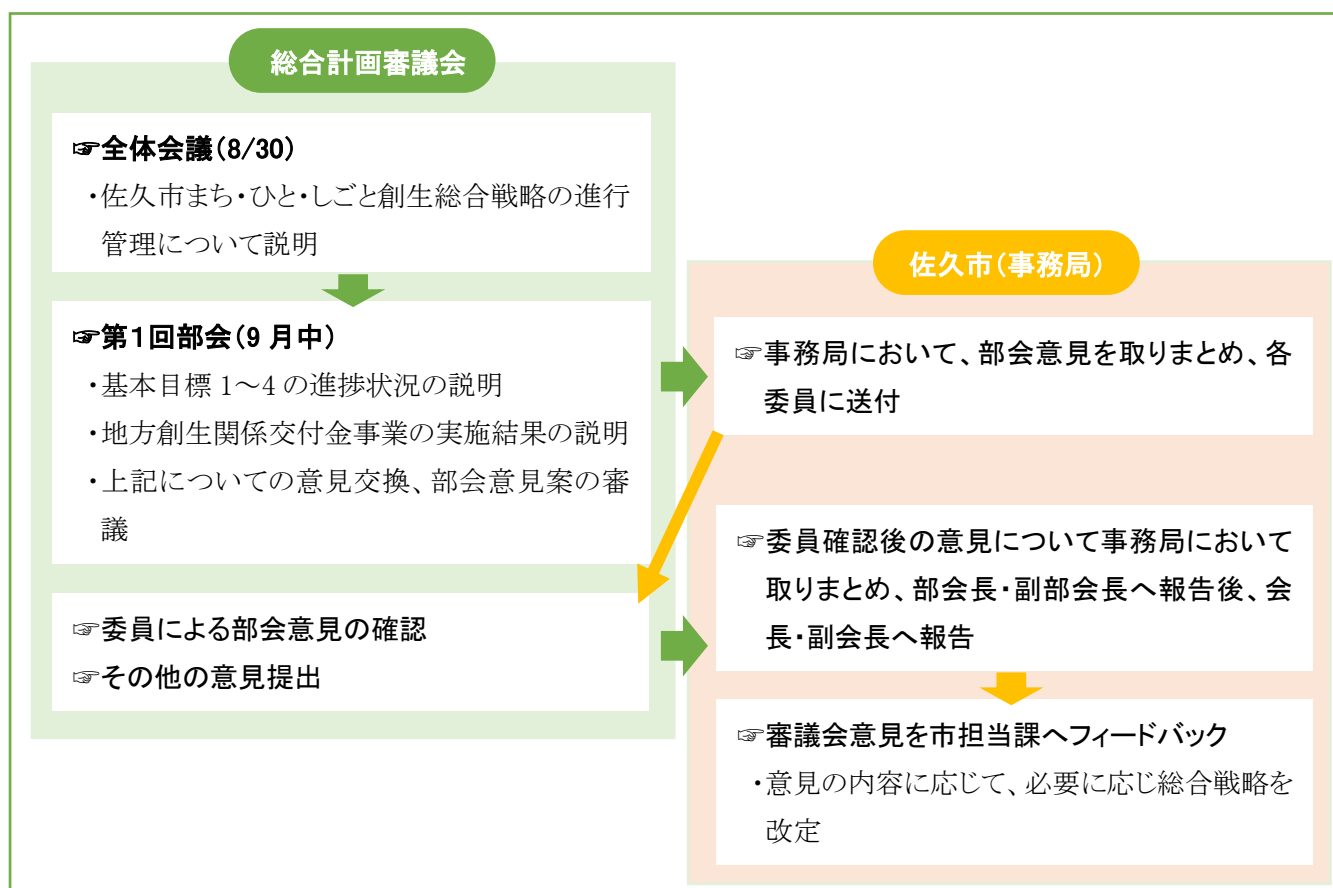 総合計画審議会
☞全体会議(8/30)
・佐久市まち・ひと・しごと創生総合戦略の進行
管理について説明
☞第1回部会(9 月中)
・基本目標 1～4 の進捗状況の説明
・地方創生関係交付金事業の実施結果の説明
・上記についての意見交換、部会意見案の審
議
☞委員による部会意見の確認
☞その他の意見提出
佐久市(事務局)
☞事務局において、部会意見を取りまとめ、各
委員に送付
☞委員確認後の意見について事務局において
取りまとめ、部会長・副部会長へ報告後、会
長・副会長へ報告
☞審議会意見を市担当課へフィードバック
・意見の内容に応じて、必要に応じ総合戦略を
改定